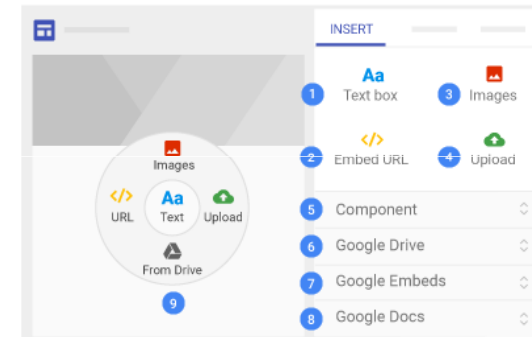 INSERT
Aa
1 Text box
3 Images
</>
2 Embed URL
4 Upload
5 Component
6 Google Drive
7 Google Embeds
8 Google Docs
Images
</>
URL
Aa
Text
Upload
From Drive
9